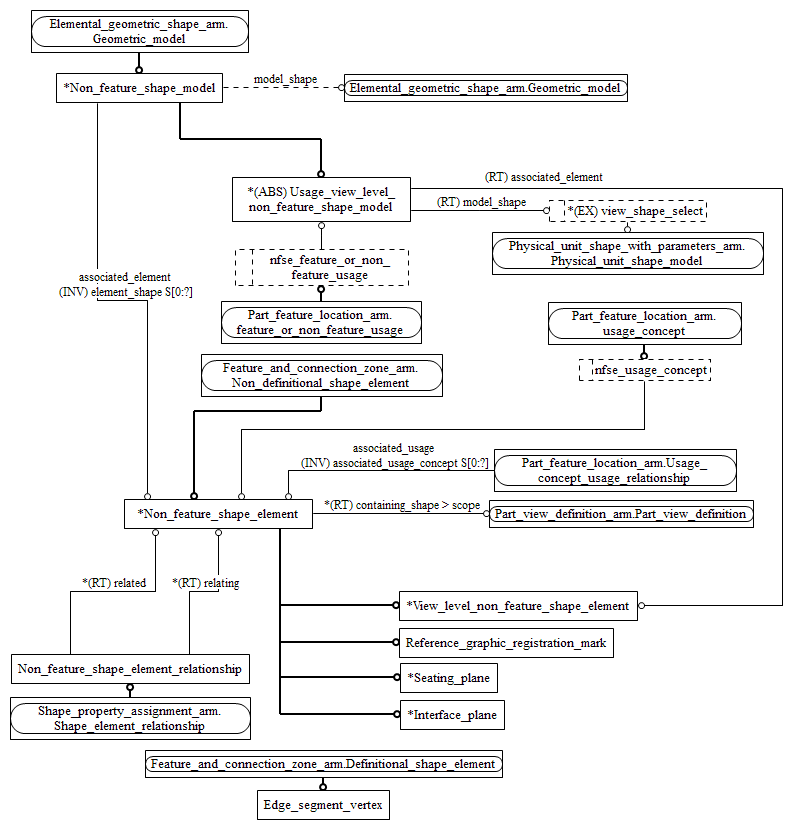 Elemental_geometric_shape_arm.
Geometric_model
*Non_feature_shape_model
model_shape
Elemental_geometric_shape_arm.Geometric_model
(RT) associated_element
*(ABS) Usage_view_level_
non_feature_shape_model
(RT) model_shape
*(EX) view_shape_select
Physical_unit_shape_with_parameters_arm.
Physical_unit_shape_model
nfse_feature_or_non_
feature_usage
associated_element
(INV) element_shape S[0:?]
Part_feature_location_arm.
feature_or_non_feature_usage
Part_feature_location_arm.
usage_concept
Feature_and_connection_zone_arm.
Non_definitional_shape_element
nfse_usage_concept
associated_usage
(INV) associated_usage_concept S[0:?]
Part_feature_location_arm.Usage_
concept_usage_relationship
*Non_feature_shape_element
*(RT) containing_shape > scope
Part_view_definition_arm.Part_view_definition
*(RT) related
*(RT) relating
*View_level_non_feature_shape_element
Reference_graphic_registration_mark
Non_feature_shape_element_relationship
*Seating_plane
Shape_property_assignment_arm.
Shape_element_relationship
*Interface_plane
Feature_and_connection_zone_arm.Definitional_shape_element
Edge_segment_vertex